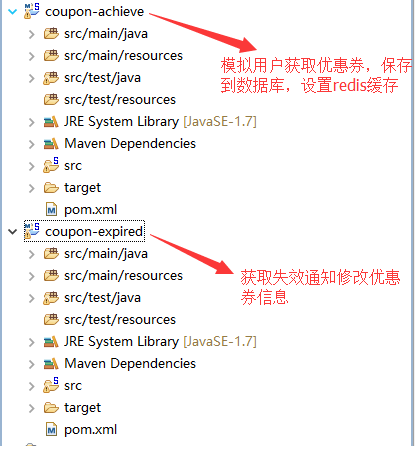 coupon-achieve
src/main/java
src/main/resources
src/test/java
src/test/resources
JRE System Library [JavaSE-1.7]
Maven Dependencies
src
target
pom.xml
模拟用户获取优惠券，保存
到数据库，设置redis缓存
coupon-expired
src/main/java
src/main/resources
src/test/java
src/test/resources
JRE System Library [JavaSE-1.7]
Maven Dependencies
src
target
pom.xml
获取失效通知修改优惠
券信息